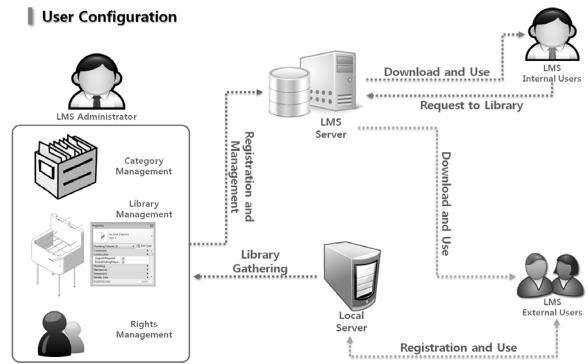 User Configuration
LMS Administrator
Category
Management
Library
Management
Rights
Management
Registration and
Management
LMS
Server
Download and Use
Request to Library
LMS
Internal Users
Download and Use
Library
Gathering
Local
Server
LMS
External Users
Registration and Use